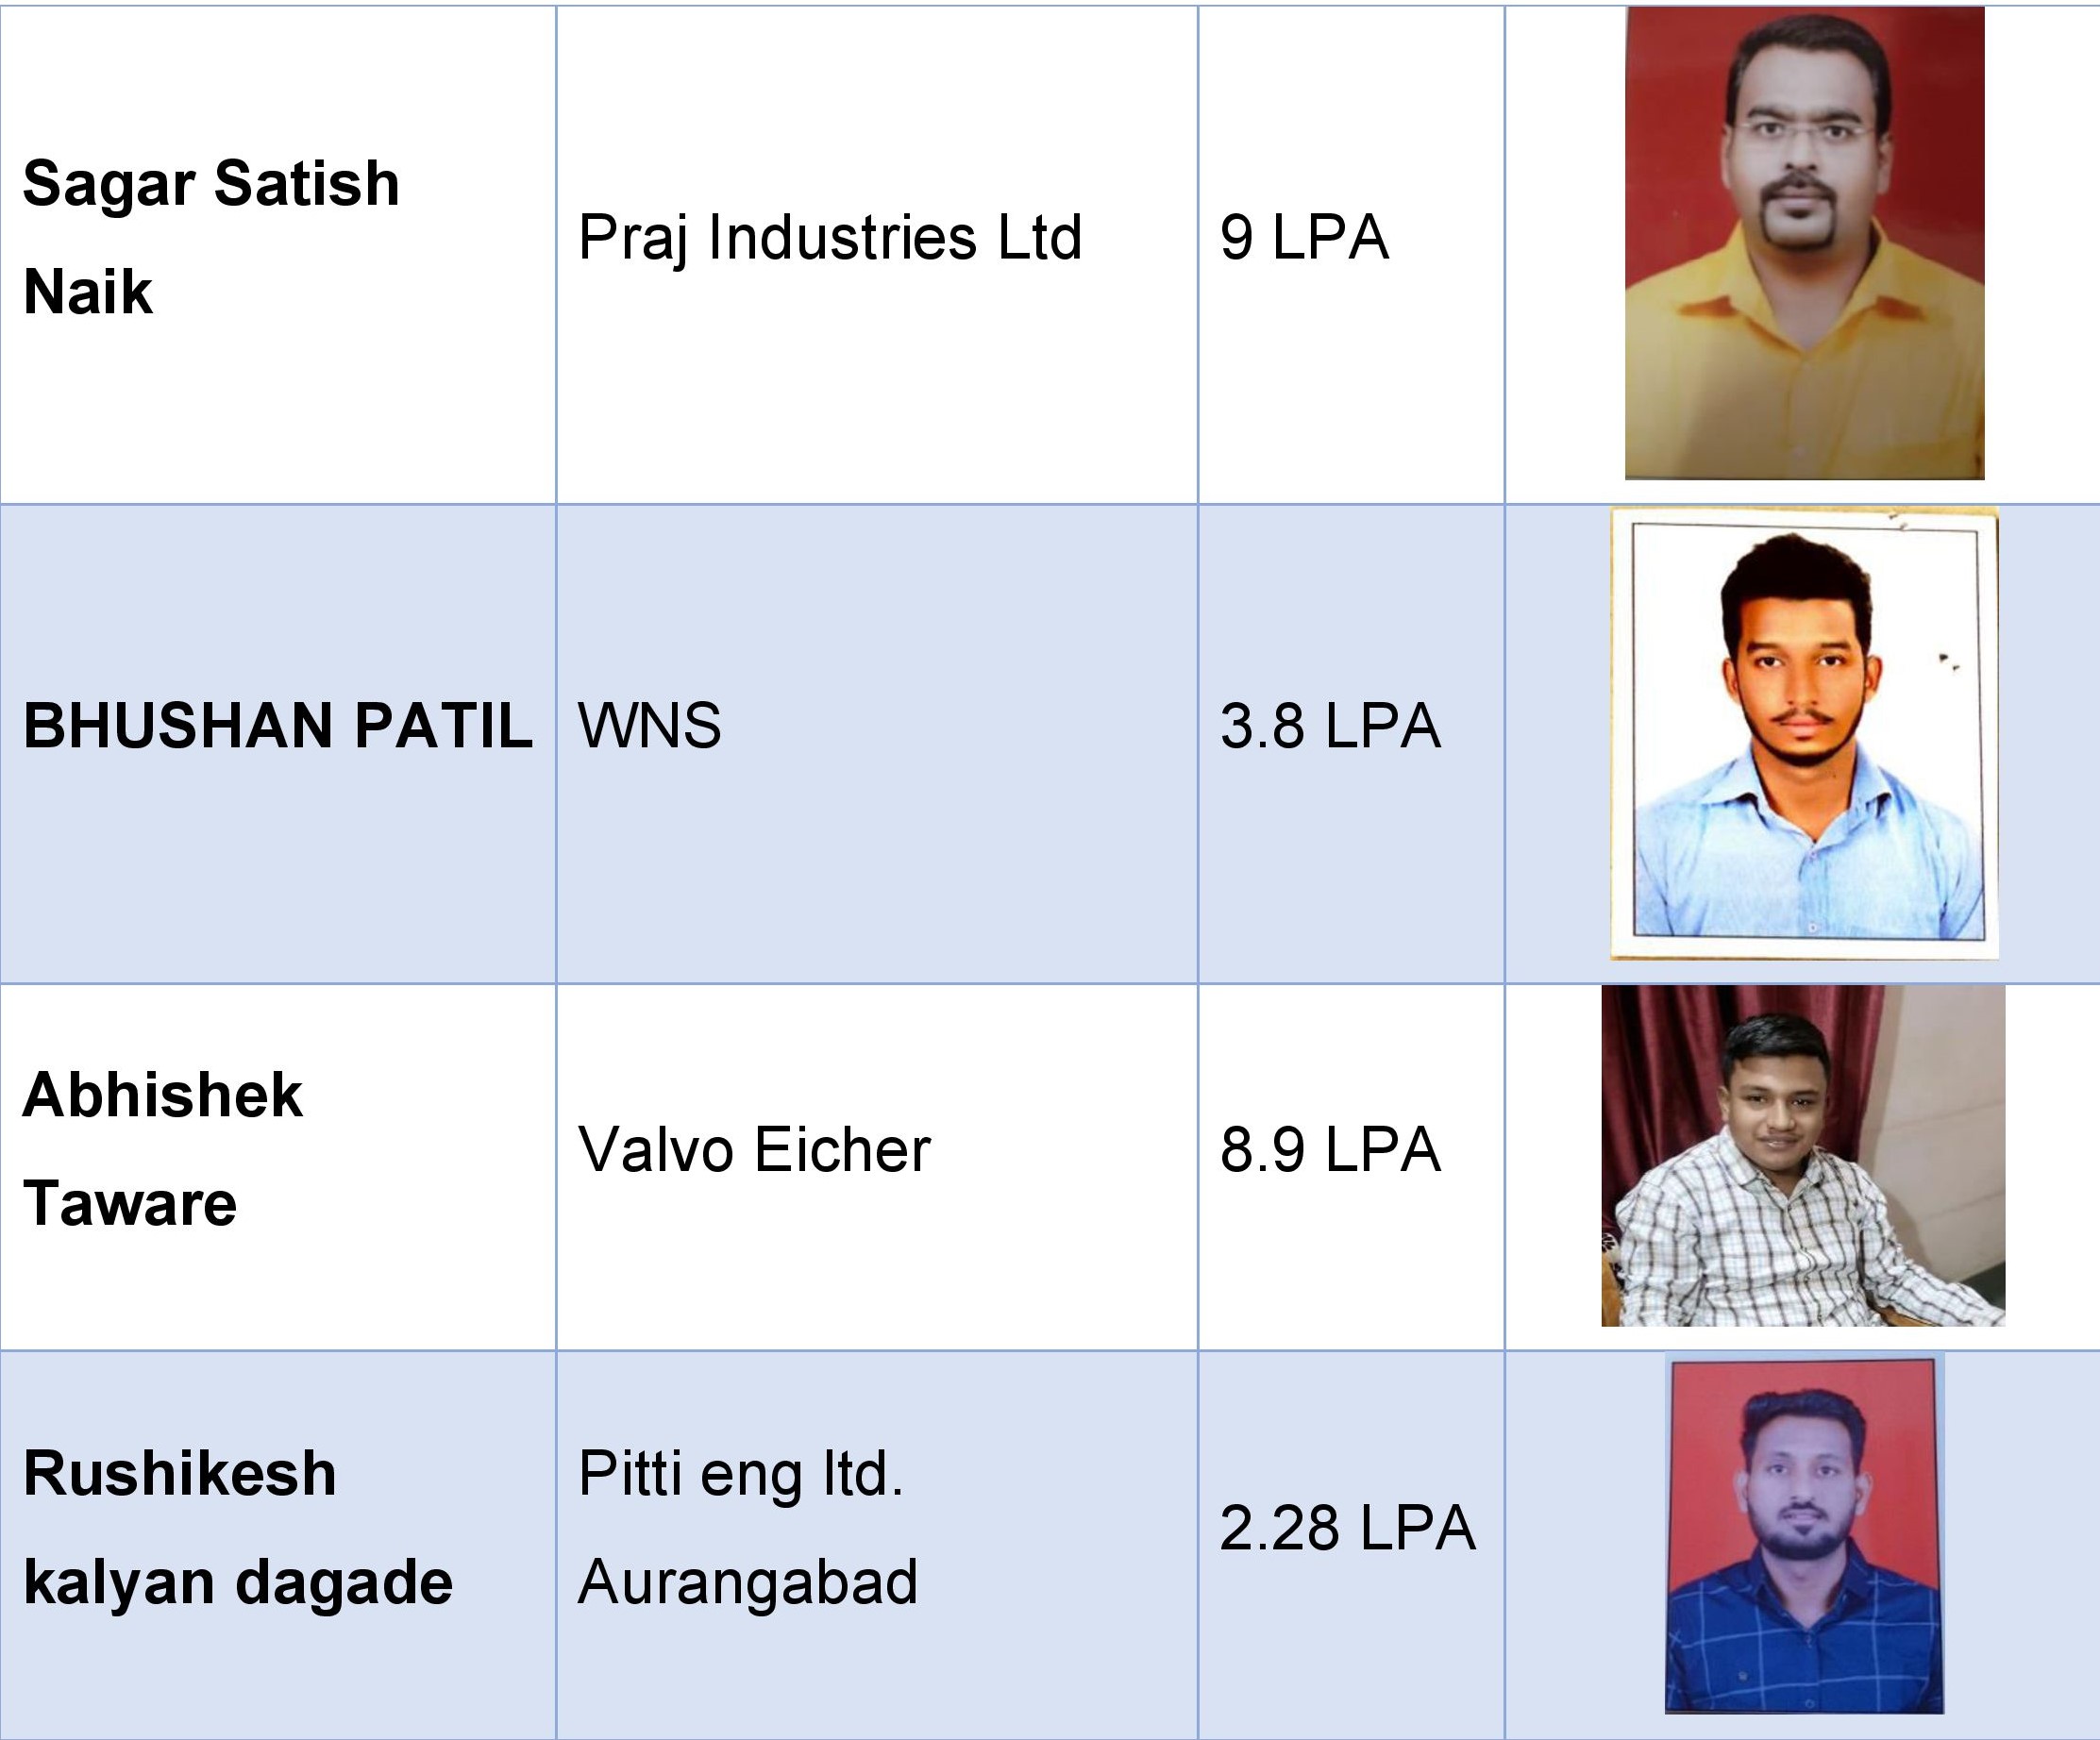 Sagar Satish
Naik
Praj Industries Ltd
9 LPA
BHUSHAN PATIL
WNS
3.8 LPA
Abhishek
Taware
Valvo Eicher
8.9 LPA
Rushikesh
kalyan dagade
Pitti eng ltd.
Aurangabad
2.28 LPA